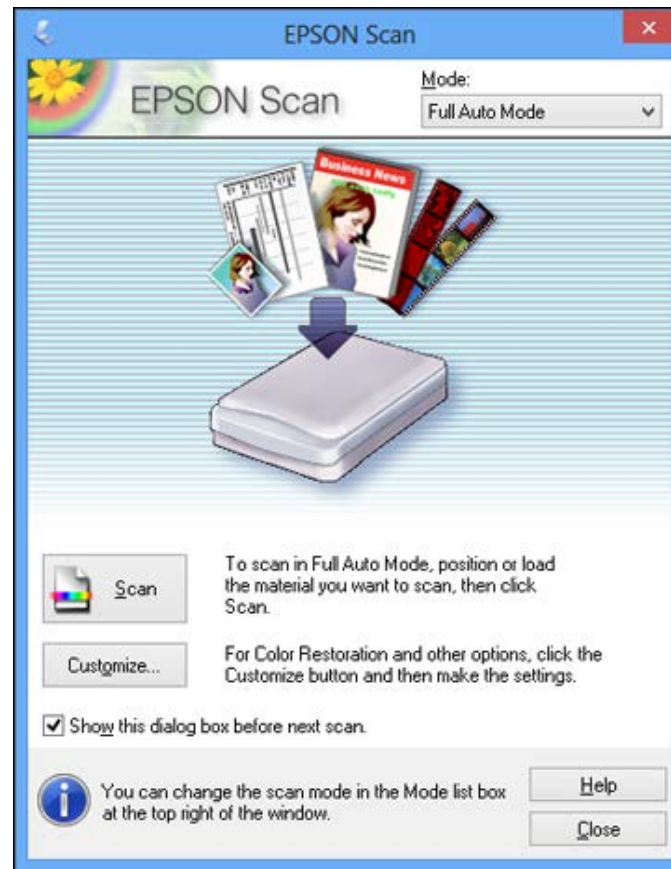 EPSON Scan
EPSON Scan
Mode:
Full Auto Mode
Business News
Scan
To scan in Full Auto Mode, position or load
the material you want to scan, then click
Scan.
Customize...
For Color Restoration and other options, click the
Customize button and then make the settings.
Show this dialog box before next scan.
You can change the scan mode in the Mode list box
at the top right of the window.
Help
Close